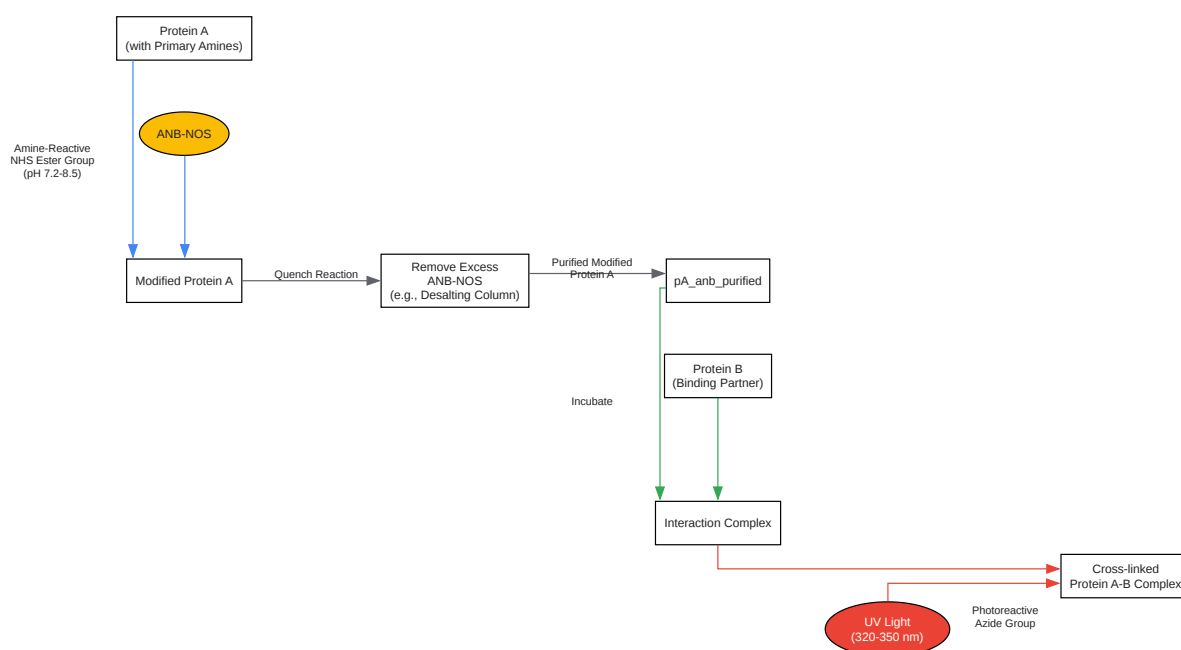 Protein A
(with Primary Amines)
ANB-NOS
Amine-Reactive
NHS Ester Group
(pH 7.2-8.5)
Modified Protein A
Quench Reaction
Remove Excess
ANB-NOS
(e.g., Desalting Column)
Purified Modified
Protein A
pA_anb_purified
Protein B
(Binding Partner)
Incubate
Interaction Complex
Cross-linked
Protein A-B Complex
UV Light
(320-350 nm)
Photoreactive
Azide Group